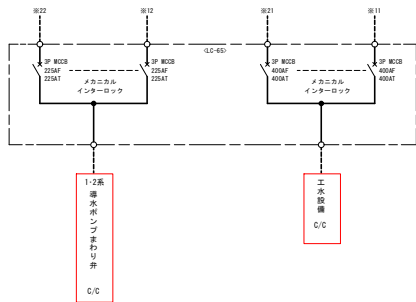 ※22
※12
※21
※11
<LC-65>
3P MCCB
225AF
225AT
メカニカル
インターロック
3P MCCB
225AF
225AT
3P MCCB
400AF
400AT
メカニカル
インターロック
3P MCCB
400AF
400AT
1・2系
導水ポンプまわり弁
C/C
工水設備
C/C